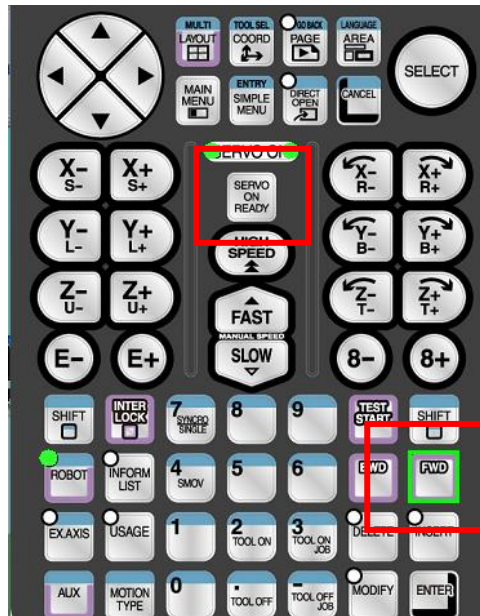 MULTI
LAYOUT
TOOL SEL
COORD
GO BACK
PAGE
LANGUAGE
AREA
SELECT
MAIN
MENU
ENTRY
SIMPLE
MENU
DIRECT
OPEN
CANCEL
SERVO ON
X-
S-
X+
S+
SERVO
ON
READY
X-
R-
X+
R+
Y-
L-
Y+
L+
HIGH
SPEED
Y-
B-
Y+
B+
Z-
U-
Z+
U+
FAST
MANUAL SPEED
SLOW
Z-
T-
Z+
T+
E-
E+
8-
8+
SHIFT
INTER
LOCK
7
SYNCRO
SINGLE
8
9
TEST
START
SHIFT
ROBOT
INFORM
LIST
4
SMOV
5
6
BWD
FWD
EX.AXIS
USAGE
1
2
TOOL ON
3
TOOL ON
JOB
DELETE
INSERT
AUX
MOTION
TYPE
0
.
TOOL OFF
-
TOOL OFF
JOB
MODIFY
ENTER